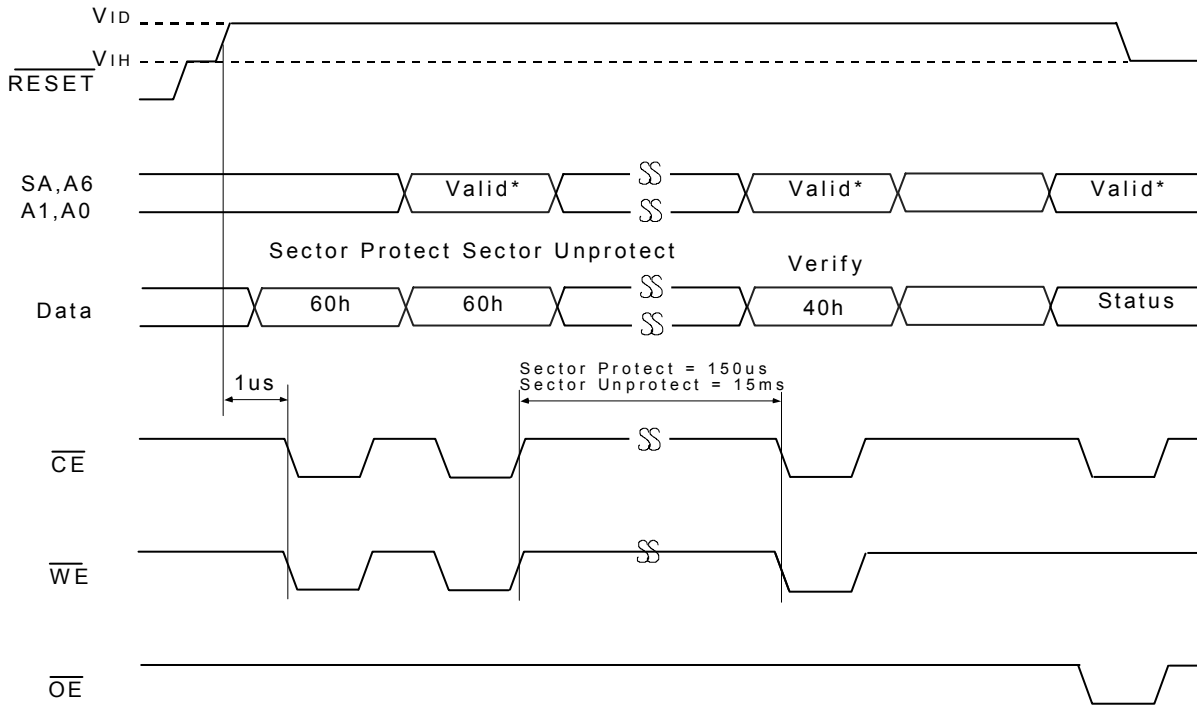 VID
VIH
RESET
SA,A6
A1,A0
Valid*
Valid*
Valid*
Sector Protect Sector Unprotect
Verify
Data
60h
60h
40h
Status
1us
Sector Protect = 150us
Sector Unprotect = 15ms
CE
WE
OE